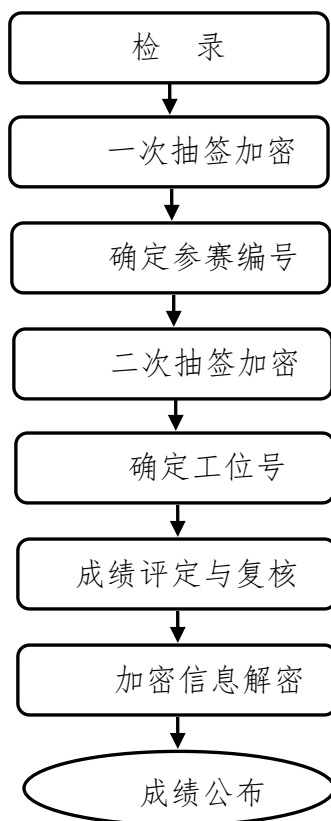 检 录
一次抽签加密
确定参赛编号
二次抽签加密
确定工位号
成绩评定与复核
加密信息解密
成绩公布